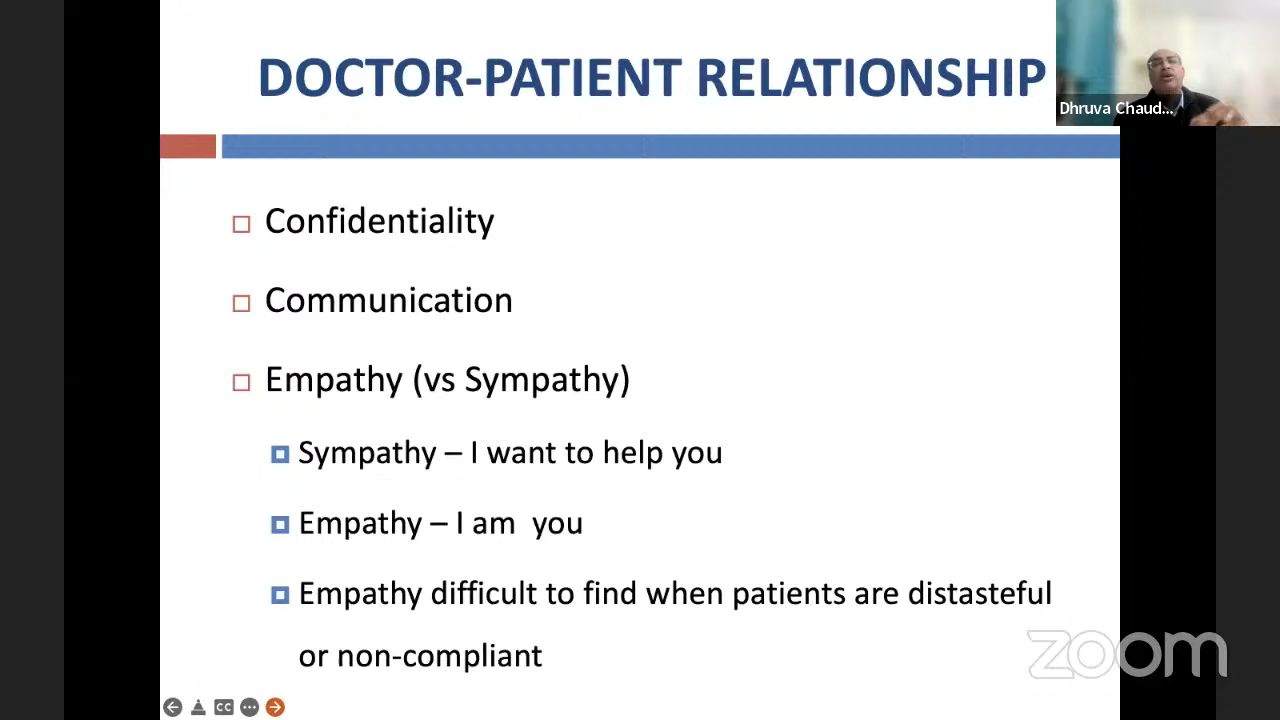 DOCTOR-PATIENT RELATIONSHIP
Dhruva Chaud...
Confidentiality
Communication
Empathy (vs Sympathy)
Sympathy – I want to help you
Empathy – I am  you
Empathy difficult to find when patients are distasteful
or non-compliant
zoom
CC